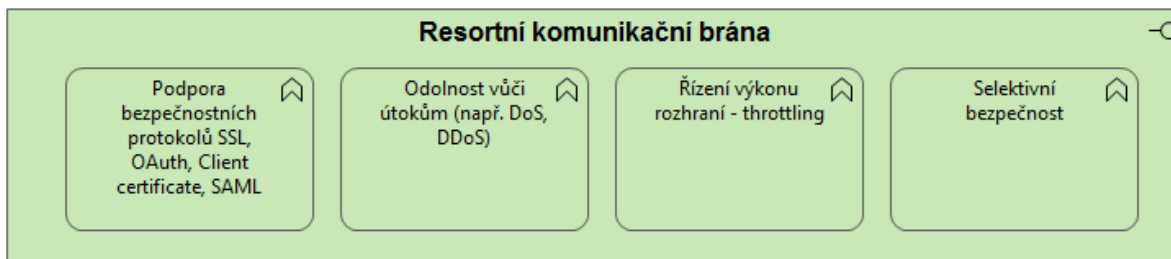 Resortní komunikační brána
Podpora
bezpečnostních
protokolů SSL,
OAuth, Client
certificate, SAML
Odolnost vůči
útokům (např. DoS,
DDoS)
Řízení výkonu
rozhraní - throttling
Selektivní
bezpečnost